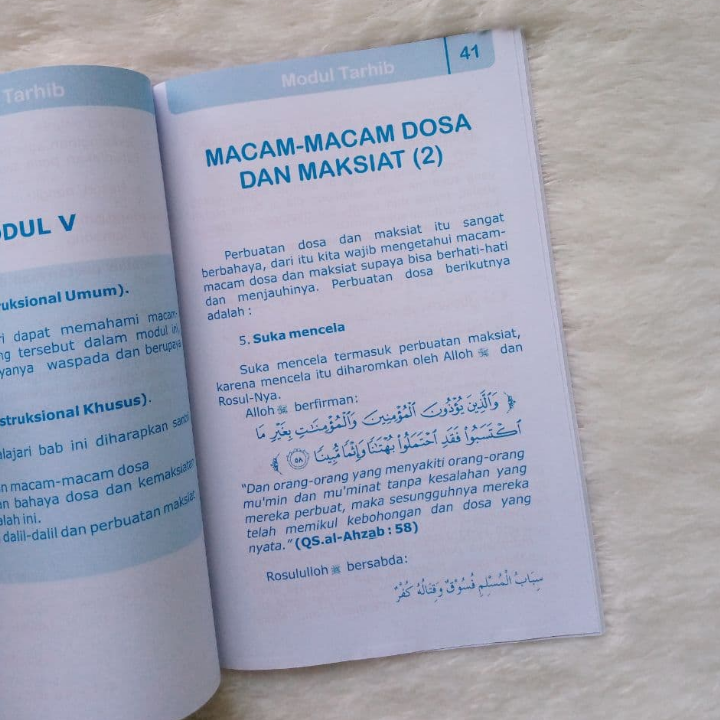 Tarhib
ODUL V
ruksional Umum).
ri dapat memahami macam-
ng tersebut dalam modul ini,
yanya waspada dan berupaya
struksional Khusus).
alajari bab ini diharapkan santri
n macam-macam dosa
an bahaya dosa dan kemaksiatan
alah ini.
dalil-dalil dan perbuatan maksiat
Modul Tarhib
41
MACAM-MACAM DOSA
DAN MAKSIAT (2)
Perbuatan dosa dan maksiat itu sangat
berbahaya, dari itu kita wajib mengetahui macam-
macam dosa dan maksiat supaya bisa berhati-hati
dan menjauhinya. Perbuatan dosa berikutnya
adalah :
5. Suka mencela
Suka mencela termasuk perbuatan maksiat,
karena mencela itu diharomkan oleh Alloh ﷻ dan
Rosul-Nya.
Alloh ﷻ berfirman:
﴿ وَالَّذِينَ يُؤْذُونَ الْمُؤْمِنِينَ وَالْمُؤْمِنَاتِ بِغَيْرِ مَا
اكْتَسَبُوا فَقَدِ احْتَمَلُوا بُهْتَانًا وَإِثْمًا مُّبِينًا ٥٨ ﴾
"Dan orang-orang yang menyakiti orang-orang
mu'min dan mu'minat tanpa kesalahan yang
mereka perbuat, maka sesungguhnya mereka
telah memikul kebohongan dan dosa yang
nyata." (QS.al-Ahzab : 58)
Rosululloh ﷺ bersabda:
سِبَابُ الْمُسْلِمِ فُسُوْقٌ وَقِتَالُهُ كُفْرٌ